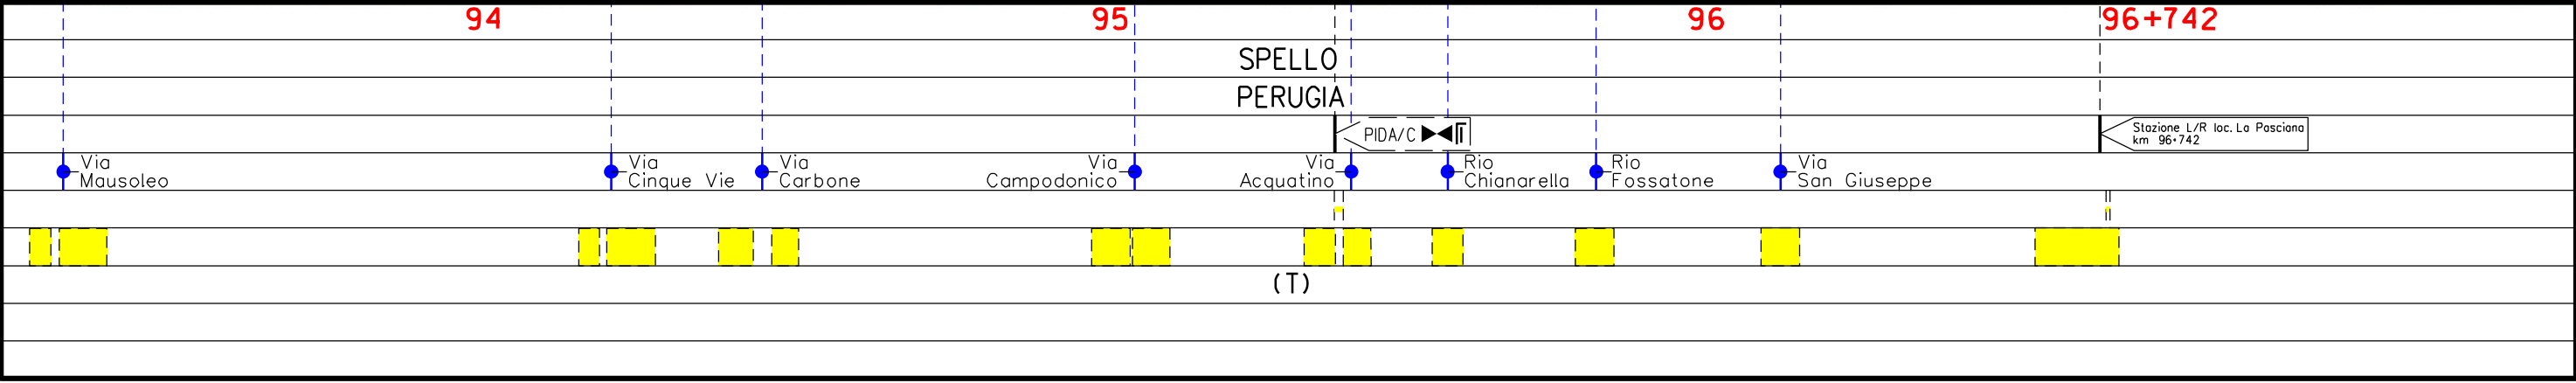 94 95 96 96+742
SPELLO
PERUGIA
PIDA/C
Stazione L/R loc. La Pasciana
km 96+742
Via
Mausoleo
Via
Cinque Vie
Via
Carbone
Via
Campodonico
Via
Acquatino
Rio
Chianarella
Rio
Fossatone
Via
San Giuseppe
(T)